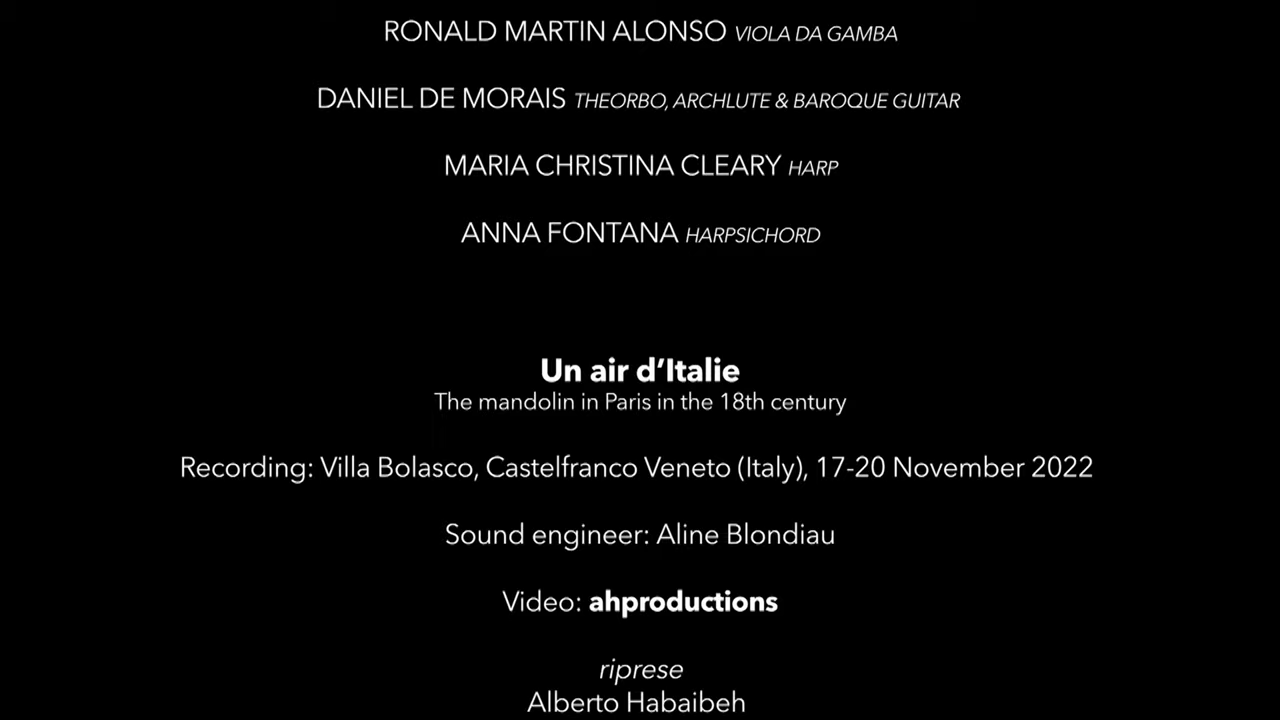 RONALD MARTIN ALONSO VIOLA DA GAMBA
DANIEL DE MORAIS THEORBO, ARCHLUTE & BAROQUE GUITAR
MARIA CHRISTINA CLEARY HARP
ANNA FONTANA HARPSICHORD
Un air d’Italie
The mandolin in Paris in the 18th century
Recording: Villa Bolasco, Castelfranco Veneto (Italy), 17-20 November 2022
Sound engineer: Aline Blondiau
Video: ahproductions
riprese
Alberto Habaibeh